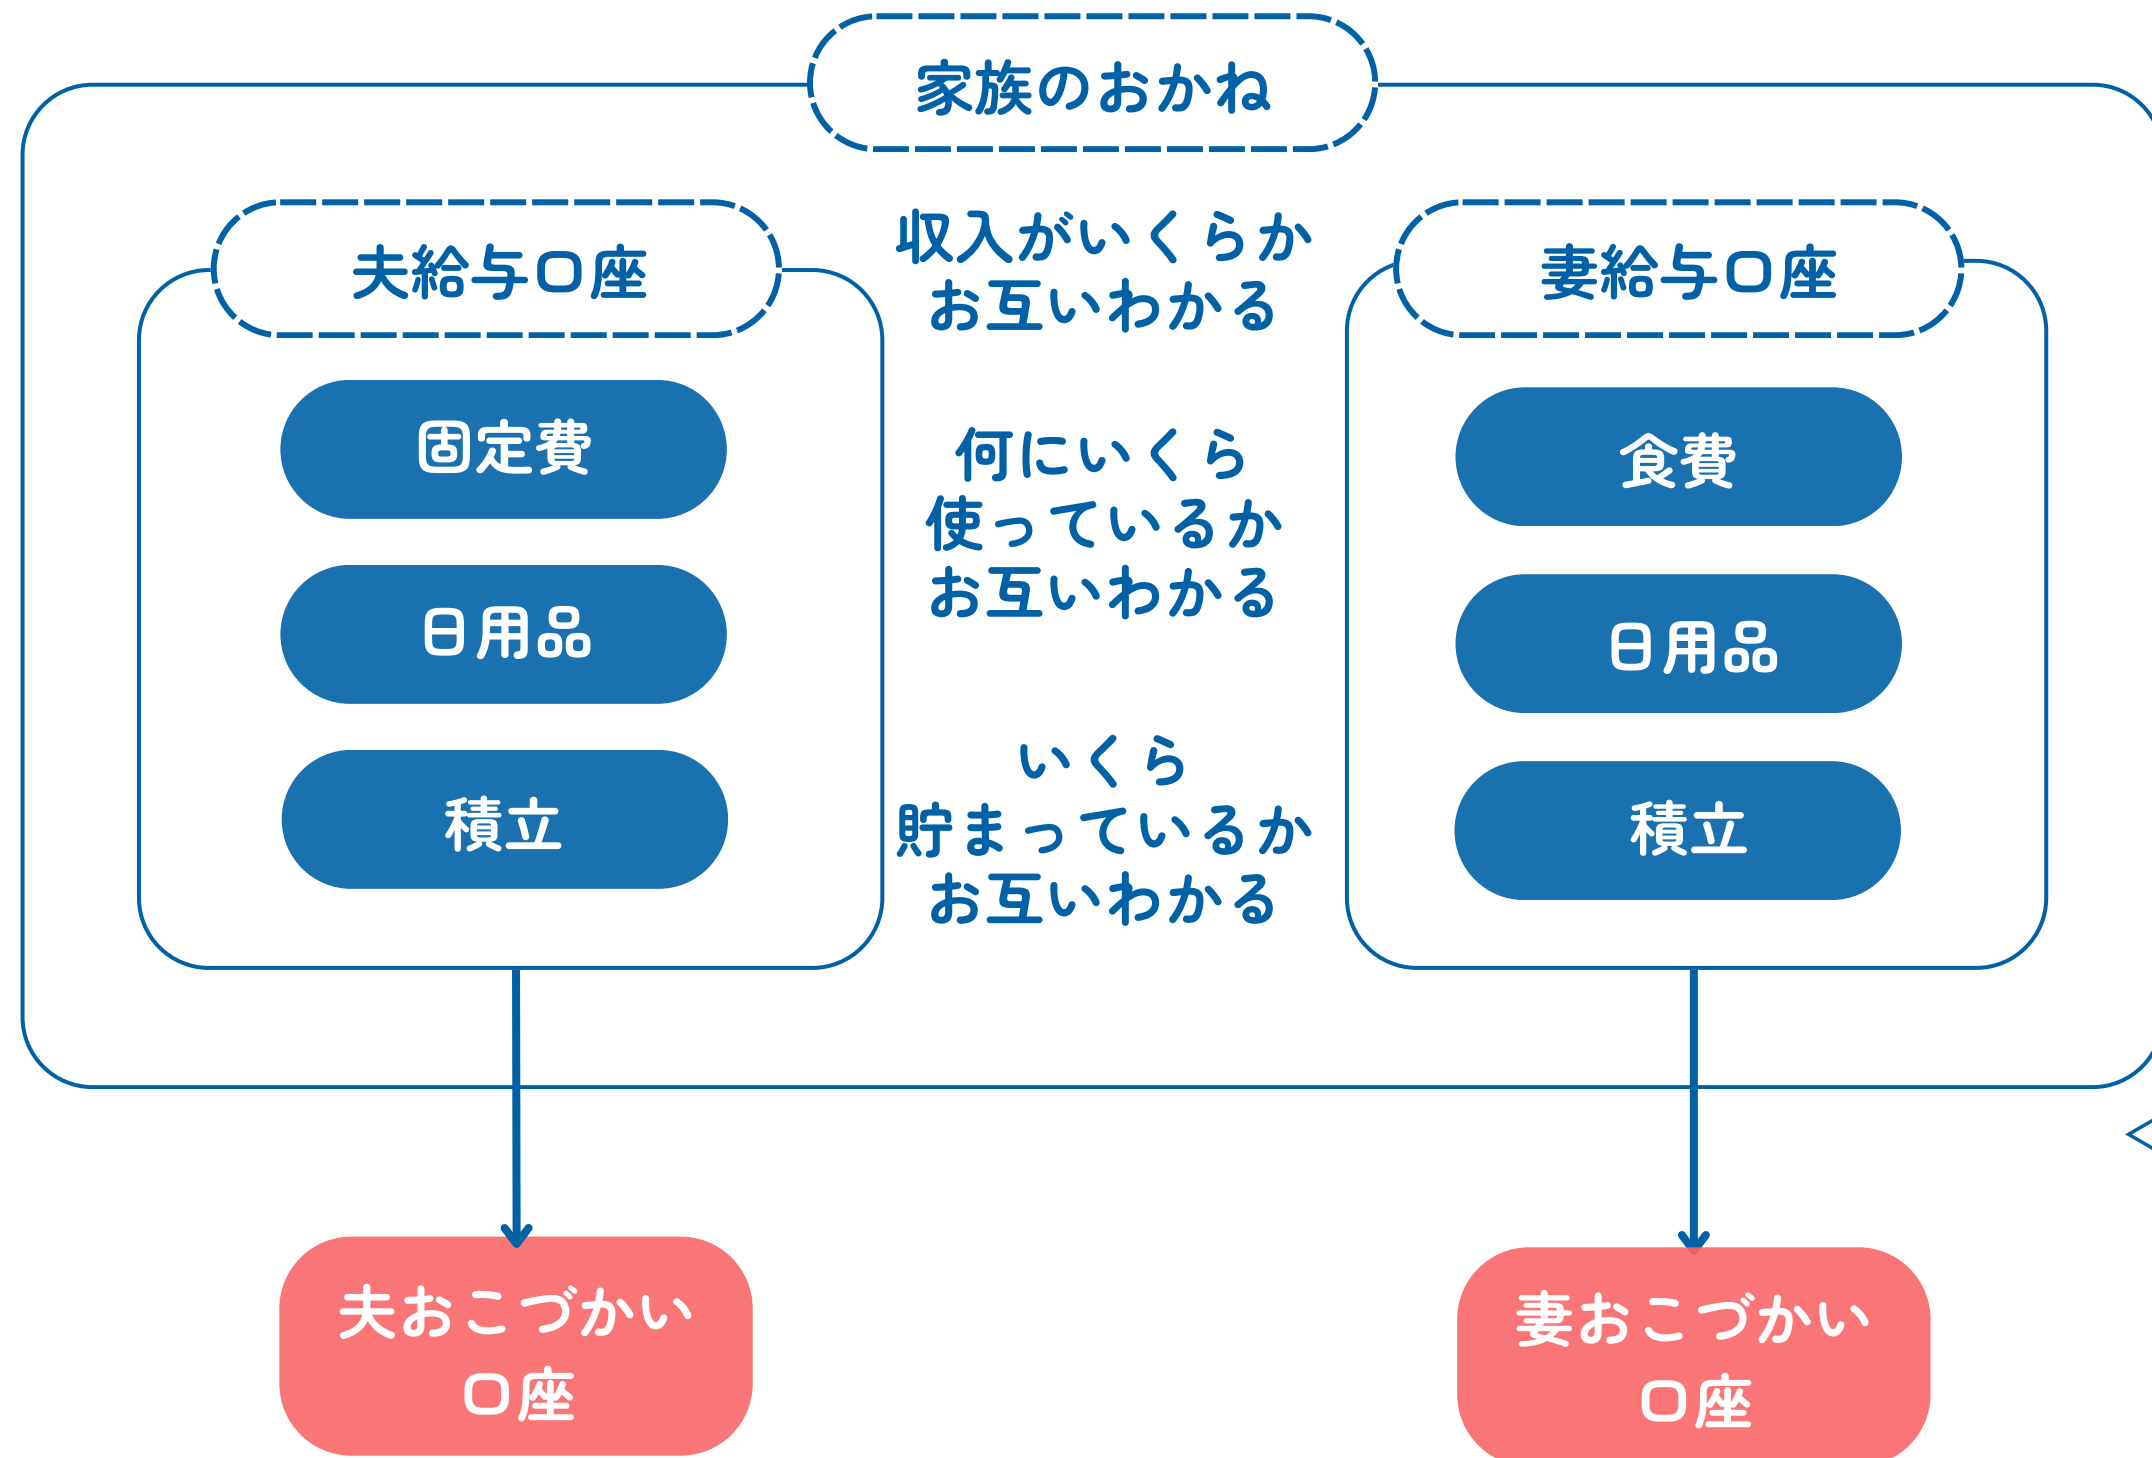 家族のおかね
夫給与口座
固定費
日用品
積立
収入がいくらか
お互いわかる
何にいくら
使っているか
お互いわかる
いくら
貯まっているか
お互いわかる
妻給与口座
食費
日用品
積立
夫おこづかい
口座
妻おこづかい
口座